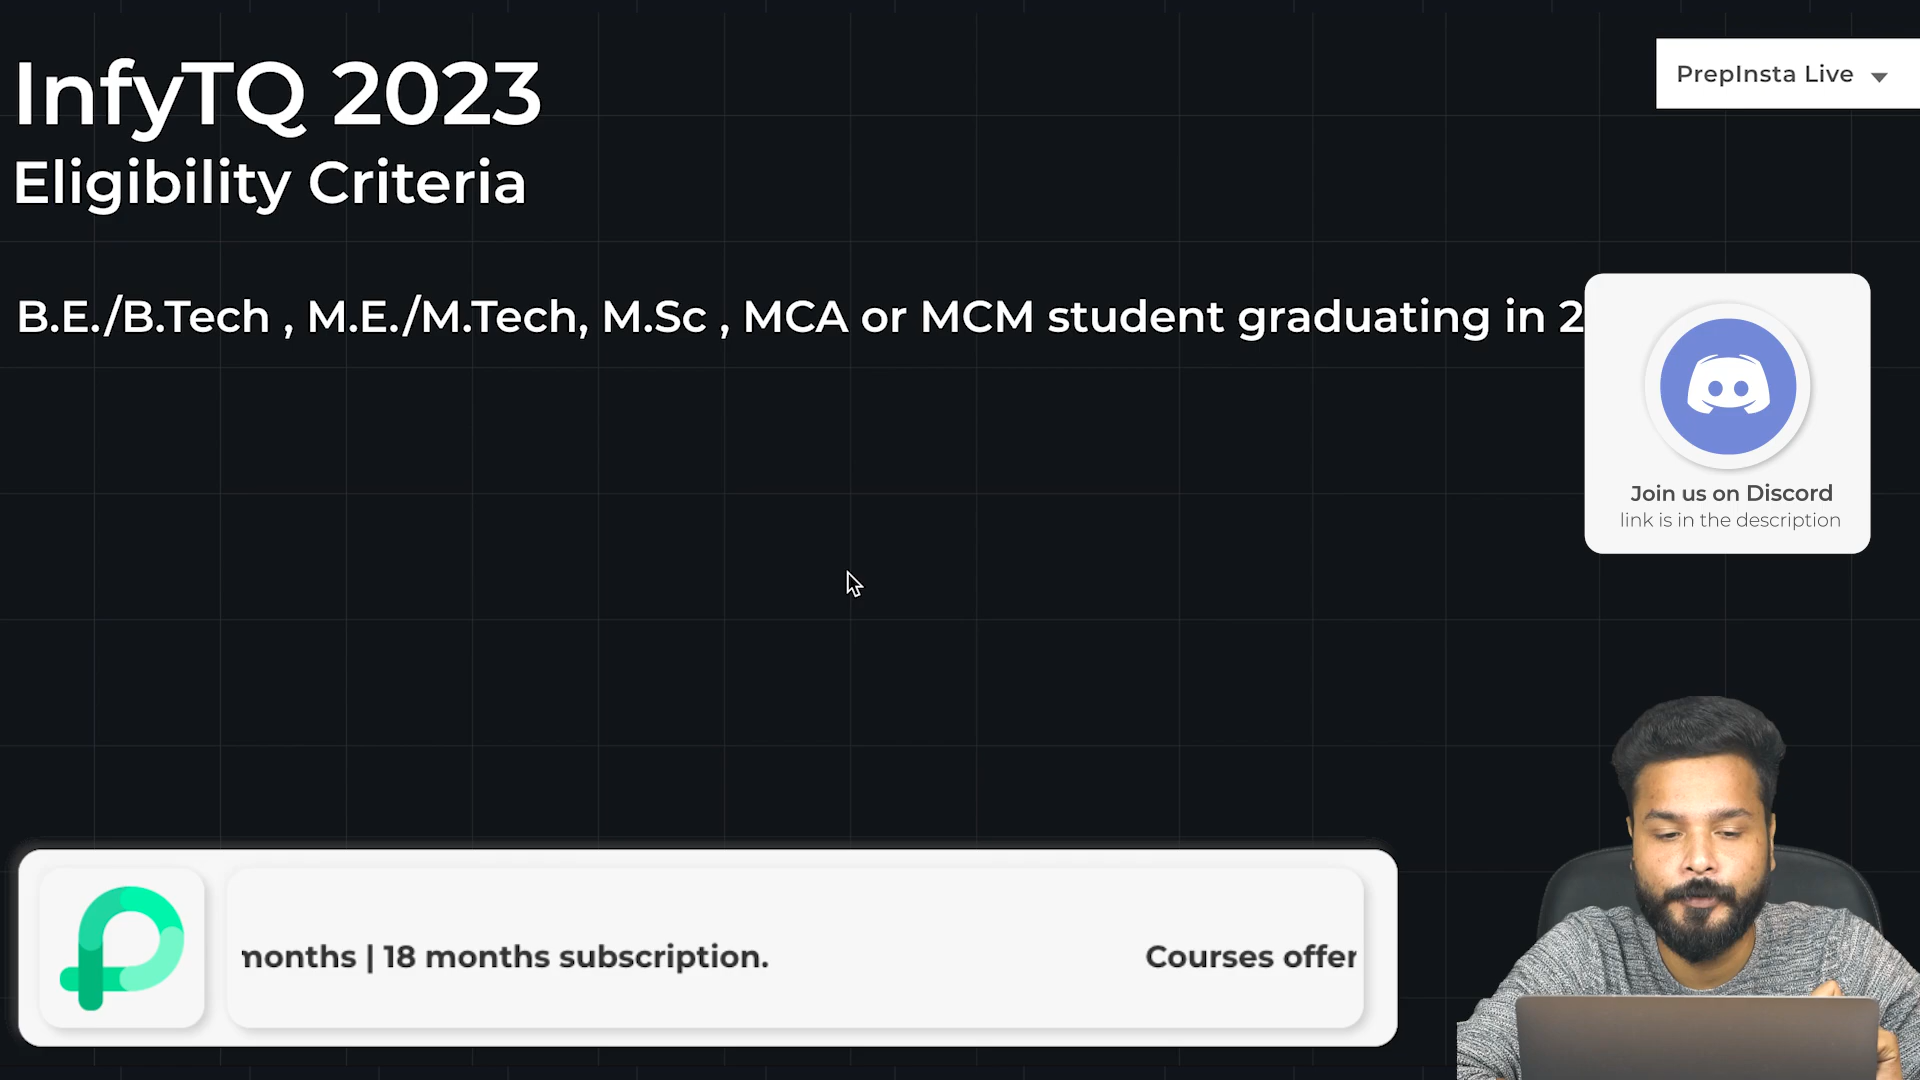 InfyTQ 2023
PrepInsta Live
Eligibility Criteria
B.E./B.Tech , M.E./M.Tech, M.Sc , MCA or MCM student graduating in 2
Join us on Discord
link is in the description
months | 18 months subscription.
Courses offer